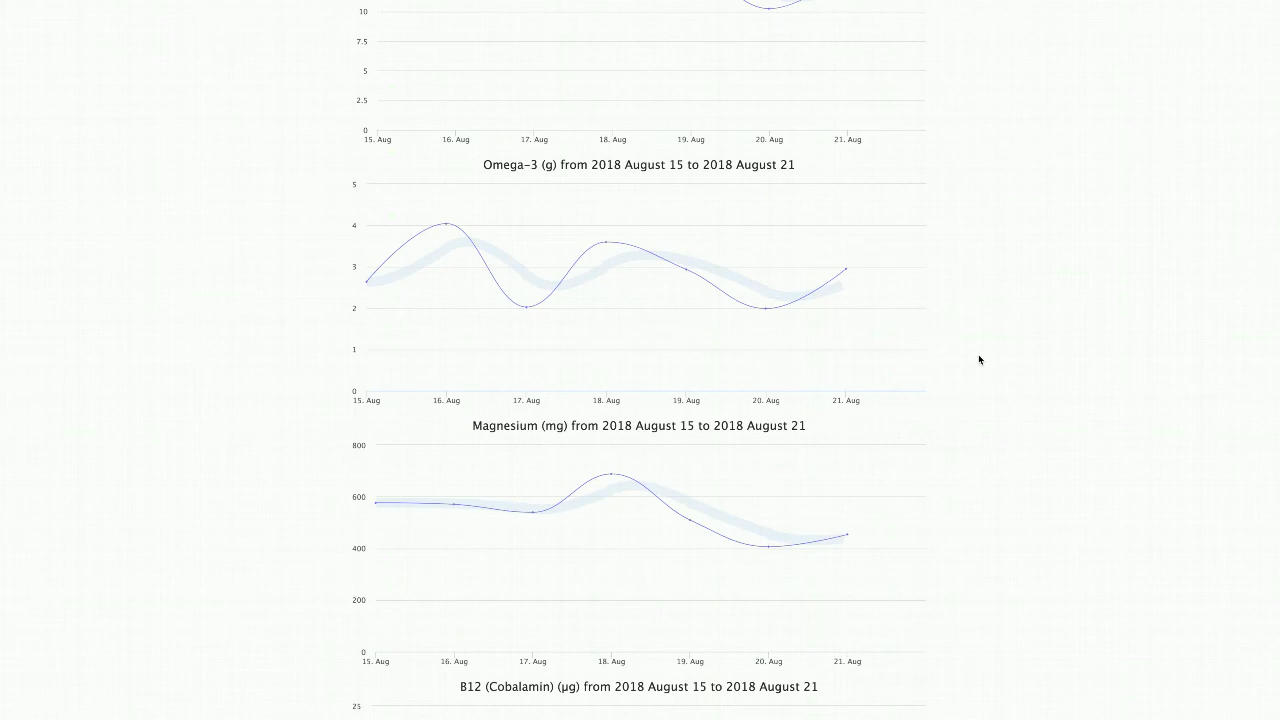 10
7.5
5
2.5
0
15. Aug 16. Aug 17. Aug 18. Aug 19. Aug 20. Aug 21. Aug
Omega-3 (g) from 2018 August 15 to 2018 August 21
5
4
3
2
1
0
15. Aug 16. Aug 17. Aug 18. Aug 19. Aug 20. Aug 21. Aug
Magnesium (mg) from 2018 August 15 to 2018 August 21
800
600
400
200
0
15. Aug 16. Aug 17. Aug 18. Aug 19. Aug 20. Aug 21. Aug
B12 (Cobalamin) (µg) from 2018 August 15 to 2018 August 21
25